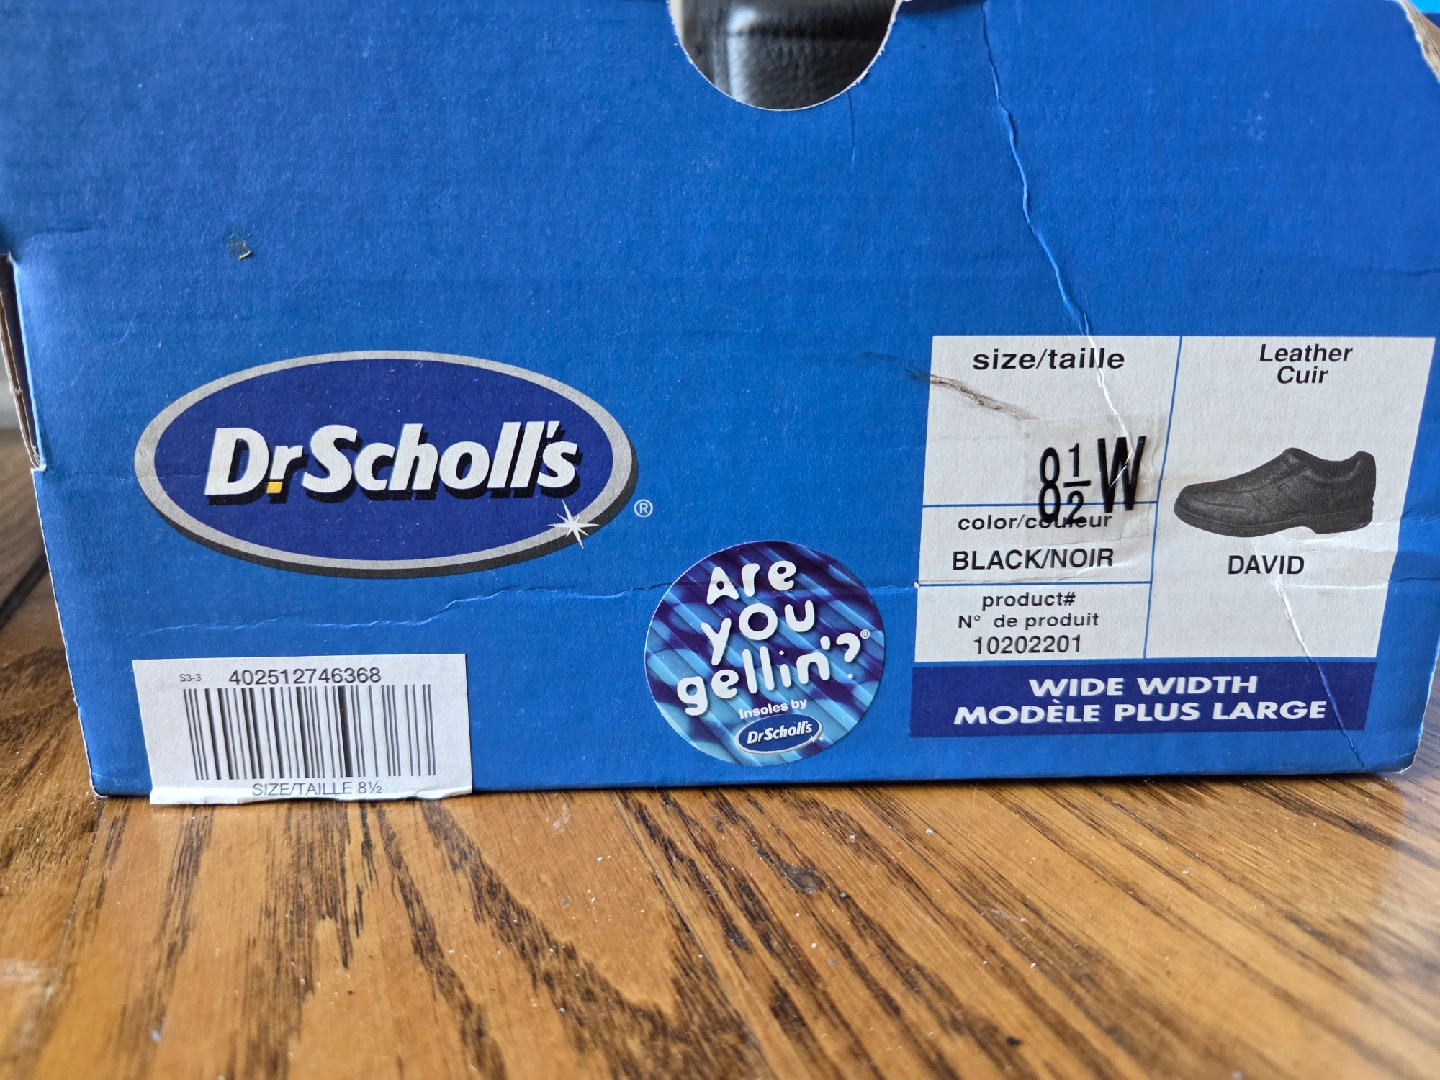 Dr Scholl's®
S3-3 402512746368
SIZE/TAILLE 8½
Are
you
gellin'?®
Insoles by
Dr Scholl's
size/taille
8½ W
color/couleur
BLACK/NOIR
product#
N° de produit
10202201
Leather
Cuir
DAVID
WIDE WIDTH
MODÈLE PLUS LARGE